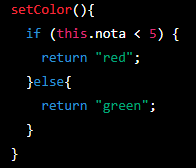 setColor(){
  if (this.nota < 5) {
    return "red";
  }else{
    return "green";
  }
}